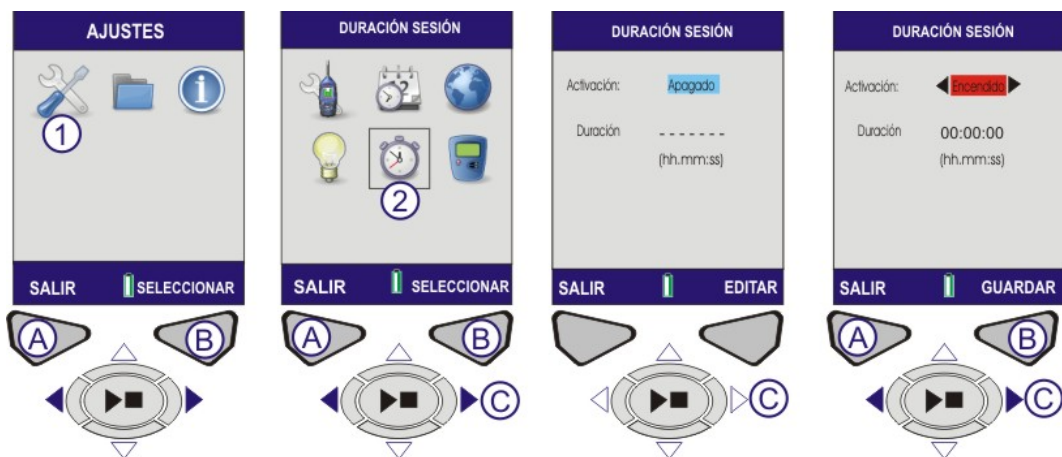 AJUSTES
1
SALIR SELECCIONAR
A B
DURACIÓN SESIÓN
12
2
SALIR SELECCIONAR
A B
C
DURACIÓN SESIÓN
Activación: Apagado
Duración - - - - - - -
(hh.mm:ss)
SALIR EDITAR
C
DURACIÓN SESIÓN
Activación: Encendido
Duración 00:00:00
(hh.mm:ss)
SALIR GUARDAR
A B
C